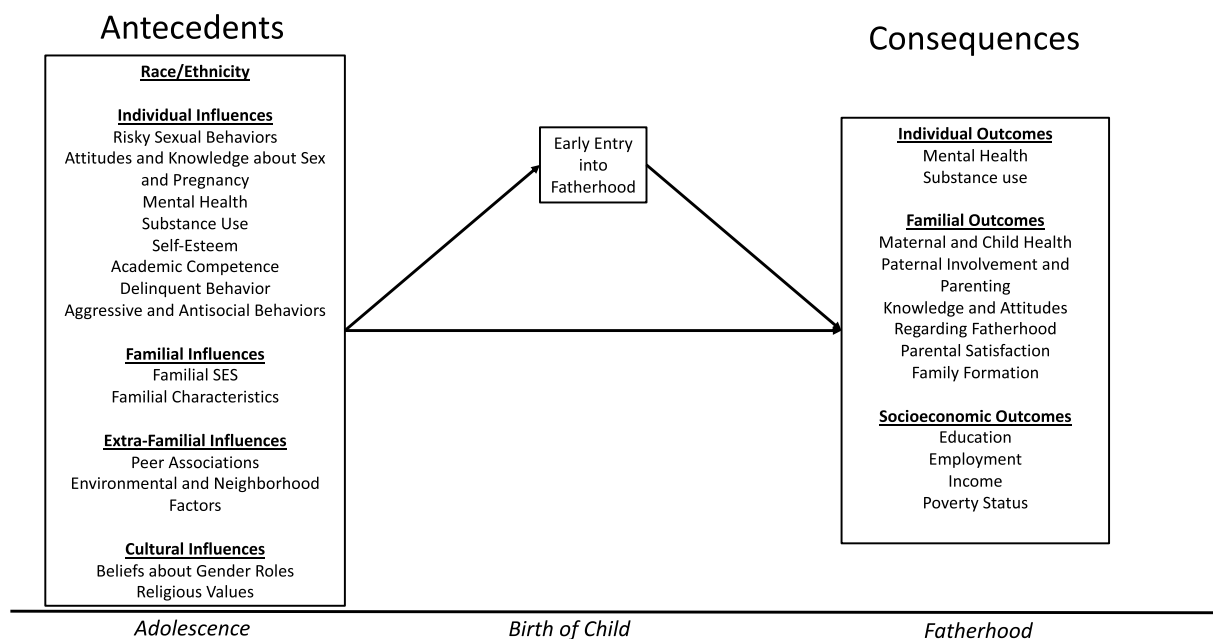 Antecedents
Race/Ethnicity
Individual Influences
Risky Sexual Behaviors
Attitudes and Knowledge about Sex
and Pregnancy
Mental Health
Substance Use
Self-Esteem
Academic Competence
Delinquent Behavior
Aggressive and Antisocial Behaviors
Familial Influences
Familial SES
Familial Characteristics
Extra-Familial Influences
Peer Associations
Environmental and Neighborhood
Factors
Cultural Influences
Beliefs about Gender Roles
Religious Values
Early Entry
into
Fatherhood
Consequences
Individual Outcomes
Mental Health
Substance use
Familial Outcomes
Maternal and Child Health
Paternal Involvement and
Parenting
Knowledge and Attitudes
Regarding Fatherhood
Parental Satisfaction
Family Formation
Socioeconomic Outcomes
Education
Employment
Income
Poverty Status
Adolescence
Birth of Child
Fatherhood